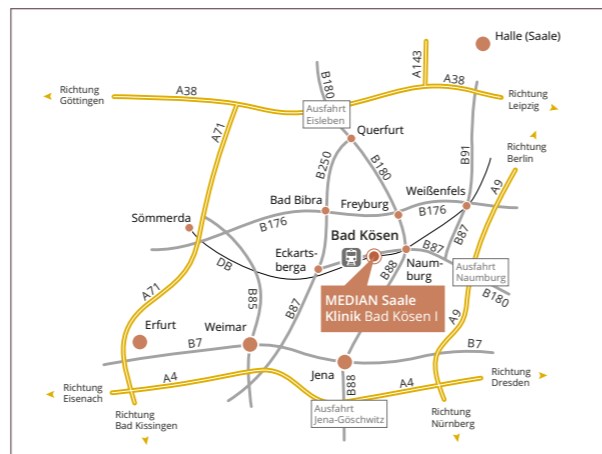 Halle (Saale)
B180
A143
Richtung
Göttingen
A38
A38
Richtung
Leipzig
Ausfahrt
Eisleben
A71
Querfurt
B91
Richtung
Berlin
B250
B180
A9
Weißenfels
Bad Bibra
Freyburg
B176
Sömmerda
B176
Bad Kösen
B87
B87
DB
Eckarts-
berga
Naum-
burg
B88
Ausfahrt
Naumburg
B180
A71
B85
B87
MEDIAN Saale
Klinik Bad Kösen I
A9
Erfurt
Weimar
B7
B7
Jena
A4
B88
A4
Richtung
Dresden
Richtung
Eisenach
Richtung
Bad Kissingen
Ausfahrt
Jena-Göschwitz
Richtung
Nürnberg